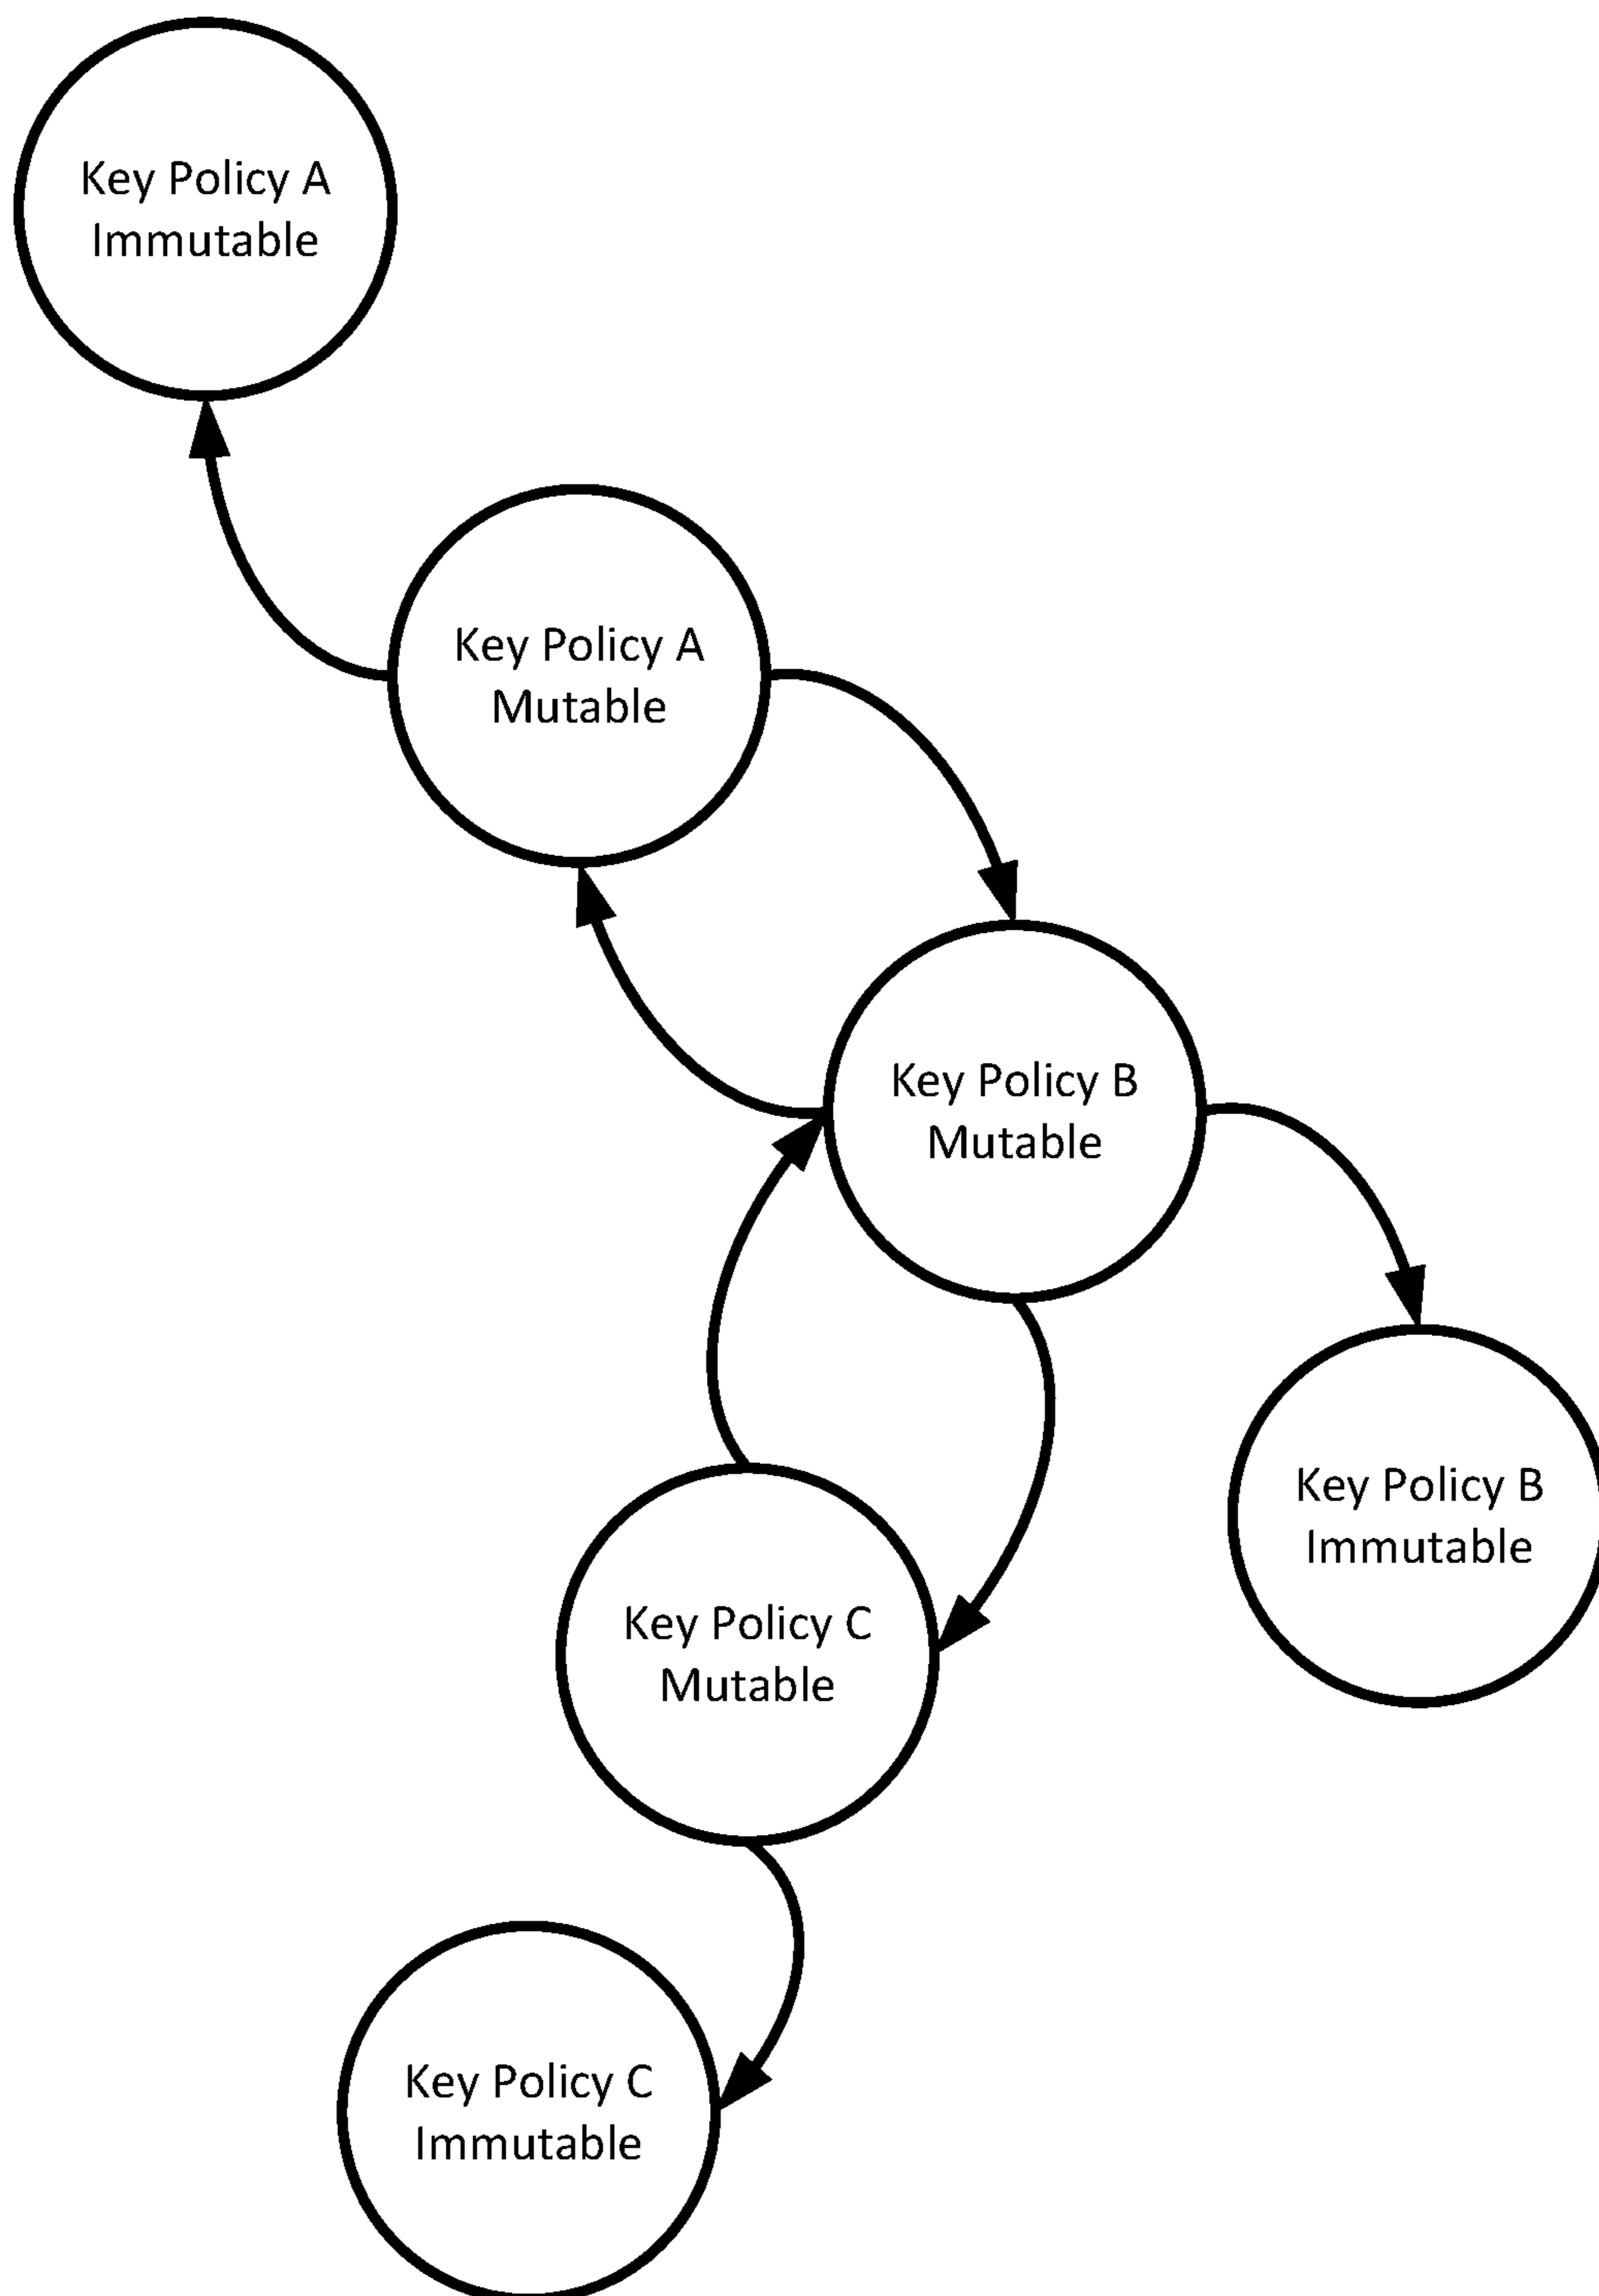 Key Policy A
Immutable
Key Policy A
Mutable
Key Policy B
Mutable
Key Policy B
Immutable
Key Policy C
Mutable
Key Policy C
Immutable